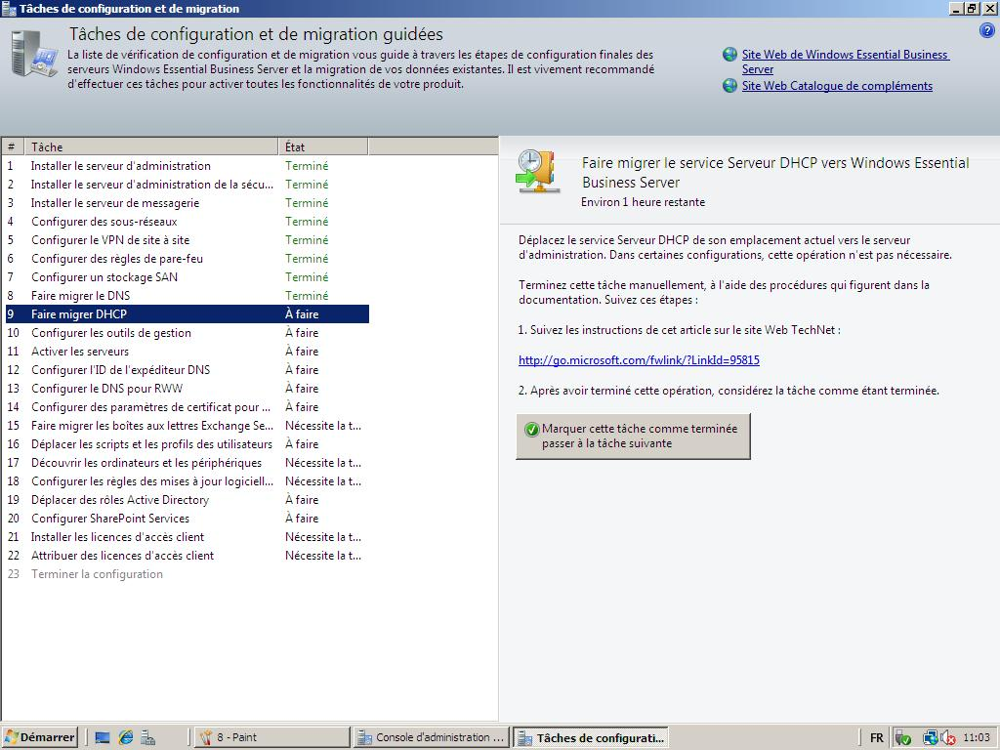 Tâches de configuration et de migration
Tâches de configuration et de migration guidées
La liste de vérification de configuration et de migration vous guide à travers les étapes de configuration finales des
serveurs Windows Essential Business Server et la migration de vos données existantes. Il est vivement recommandé
d'effectuer ces tâches pour activer toutes les fonctionnalités de votre produit.
Site Web de Windows Essential Business
Server
Site Web Catalogue de compléments
# Tâche État
1 Installer le serveur d'administration Terminé
2 Installer le serveur d'administration de la sécu... Terminé
3 Installer le serveur de messagerie Terminé
4 Configurer des sous-réseaux Terminé
5 Configurer le VPN de site à site Terminé
6 Configurer des règles de pare-feu Terminé
7 Configurer un stockage SAN Terminé
8 Faire migrer le DNS Terminé
9 Faire migrer DHCP À faire
10 Configurer les outils de gestion À faire
11 Activer les serveurs À faire
12 Configurer l'ID de l'expéditeur DNS À faire
13 Configurer le DNS pour RWW À faire
14 Configurer des paramètres de certificat pour ... À faire
15 Faire migrer les boîtes aux lettres Exchange Se... Nécessite la t...
16 Déplacer les scripts et les profils des utilisateurs À faire
17 Découvrir les ordinateurs et les périphériques Nécessite la t...
18 Configurer les règles des mises à jour logiciell... Nécessite la t...
19 Déplacer des rôles Active Directory À faire
20 Configurer SharePoint Services À faire
21 Installer les licences d'accès client Nécessite la t...
22 Attribuer des licences d'accès client Nécessite la t...
23 Terminer la configuration
Faire migrer le service Serveur DHCP vers Windows Essential
Business Server
Environ 1 heure restante
Déplacez le service Serveur DHCP de son emplacement actuel vers le serveur
d'administration. Dans certaines configurations, cette opération n'est pas nécessaire.
Terminez cette tâche manuellement, à l'aide des procédures qui figurent dans la
documentation. Suivez ces étapes :
1. Suivez les instructions de cet article sur le site Web TechNet :
http://go.microsoft.com/fwlink/?LinkId=95815
2. Après avoir terminé cette opération, considérez la tâche comme étant terminée.
Marquer cette tâche comme terminée
passer à la tâche suivante
Démarrer
8 - Paint
Console d'administration ...
Tâches de configurati...
FR
11:03